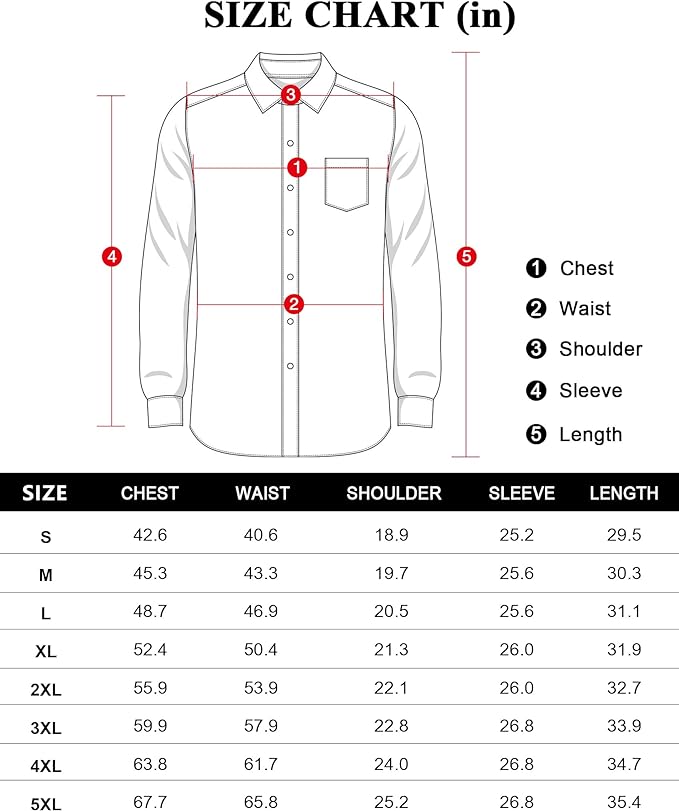 SIZE CHART (in)
3
1
4
5
2
1 Chest
2 Waist
3 Shoulder
4 Sleeve
5 Length
SIZE CHEST WAIST SHOULDER SLEEVE LENGTH
S 42.6 40.6 18.9 25.2 29.5
M 45.3 43.3 19.7 25.6 30.3
L 48.7 46.9 20.5 25.6 31.1
XL 52.4 50.4 21.3 26.0 31.9
2XL 55.9 53.9 22.1 26.0 32.7
3XL 59.9 57.9 22.8 26.8 33.9
4XL 63.8 61.7 24.0 26.8 34.7
5XL 67.7 65.8 25.2 26.8 35.4